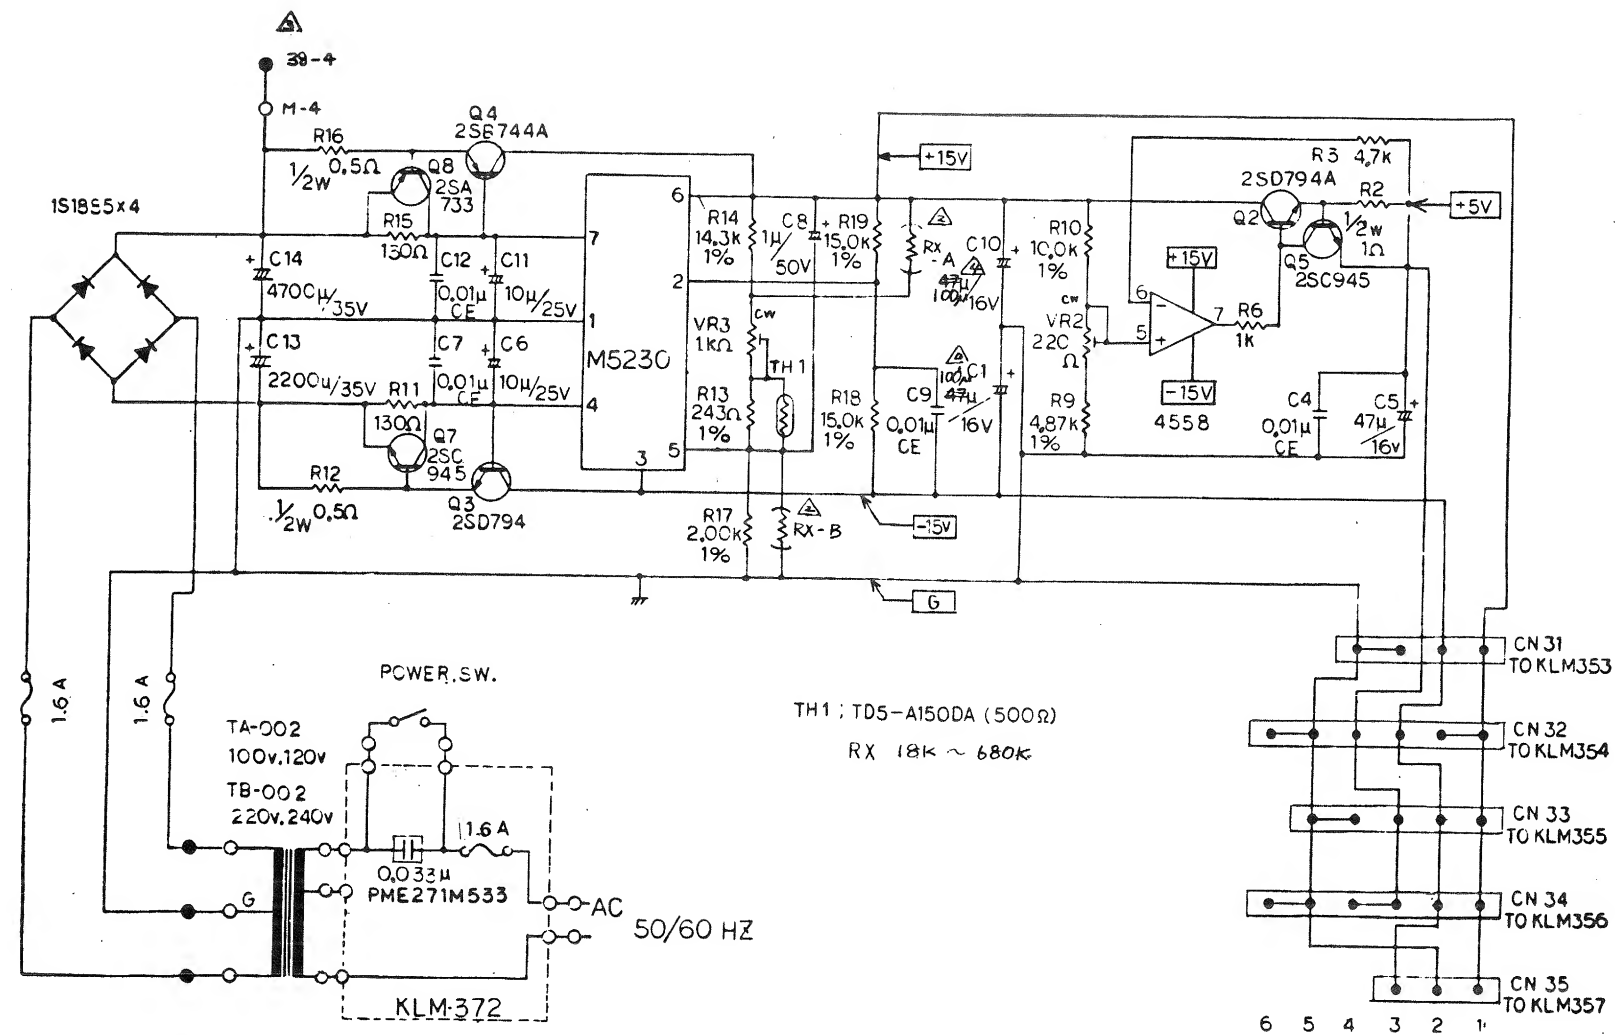 3
39-4
M-4
R16
0.5Ω
1/2W
Q4
2SB744A
Q8
2SA
733
R15
130Ω
1S1885×4
C14
4700μ/35V
C12
0.01μ
CE
C11
10μ/25V
C13
2200μ/35V
C7
0.01μ
CE
C6
10μ/25V
R11
130Ω
Q7
2SC
945
R12
1/2W 0.5Ω
Q3
2SD794
M5230
7
1
4
6
2
5
3
R14
14.3k
1%
C8
1μ/50V
R19
15.0k
1%
2
RX
-A
VR3
1kΩ
CW
TH1
R13
243Ω
1%
R18
15.0k
1%
C9
0.01μ
CE
R17
2.00k
1%
2
RX-B
+15V
C10
47μ
100μ
16V
100μ
47μ
C1
16V
-15V
G
R10
10.0k
1%
CW
VR2
220
Ω
R9
4.87k
1%
+15V
6
5
7
-
+
-15V
4558
R6
1k
R3 4.7k
2SD794A
Q2
R2
1/2W
1Ω
+5V
Q5
2SC945
C4
0.01μ
CE
C5
47μ
16V
1.6A
1.6A
POWER.SW.
TA-002
100V.120V
TB-002
220V.240V
G
1.6A
0.033μ
PME271M533
AC
50/60 HZ
KLM-372
TH1; TD5-A150DA (500Ω)
RX 18K ~ 680K
CN 31
TO KLM353
CN 32
TO KLM354
CN 33
TO KLM355
CN 34
TO KLM356
CN 35
TO KLM357
6 5 4 3 2 1